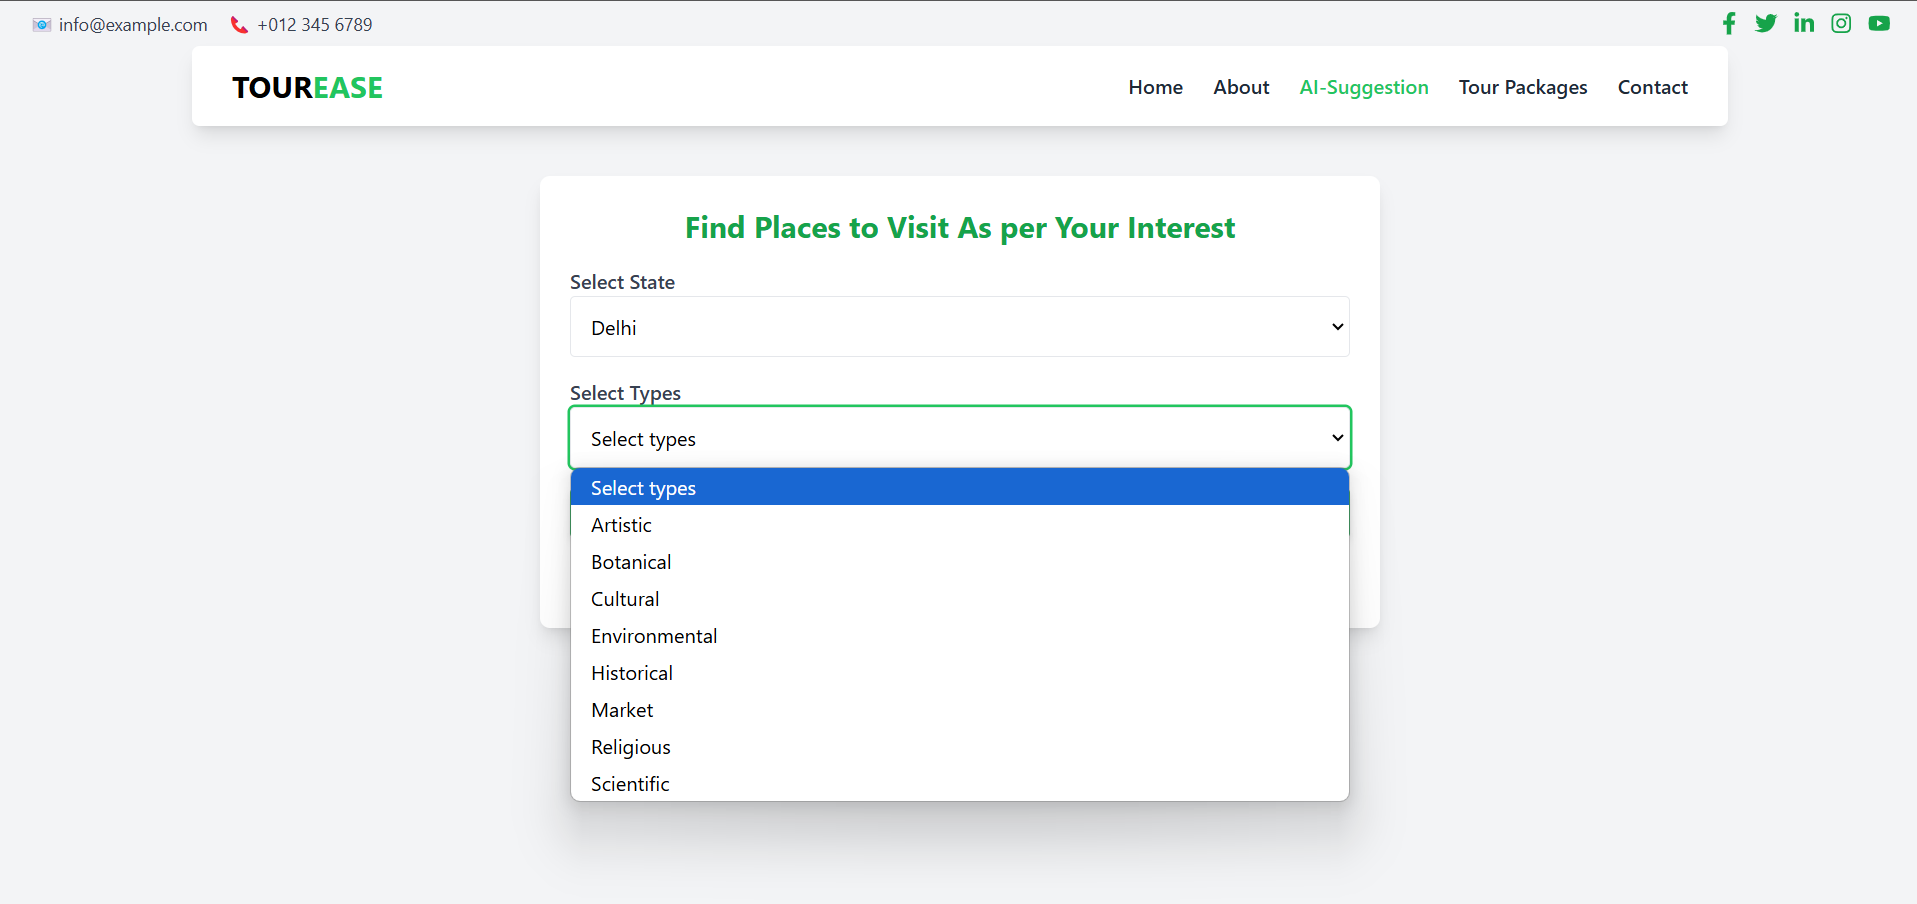 info@example.com +012 345 6789
TOUREASE
Home About AI-Suggestion Tour Packages Contact
Find Places to Visit As per Your Interest
Select State
Delhi
Select Types
Select types
Select types
Artistic
Botanical
Cultural
Environmental
Historical
Market
Religious
Scientific